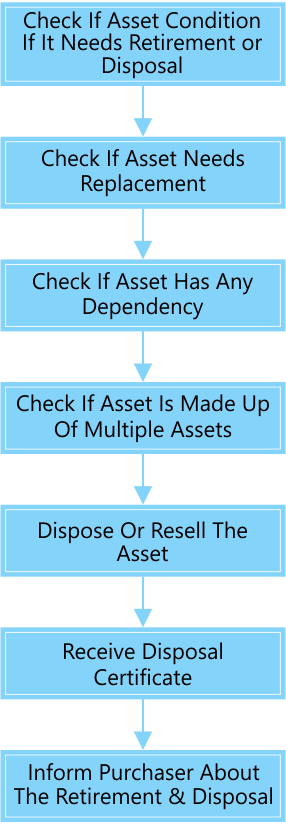 Check If Asset Condition
If It Needs Retirement or
Disposal
Check If Asset Needs
Replacement
Check If Asset Has Any
Dependency
Check If Asset Is Made Up
Of Multiple Assets
Dispose Or Resell The
Asset
Receive Disposal
Certificate
Inform Purchaser About
The Retirement & Disposal